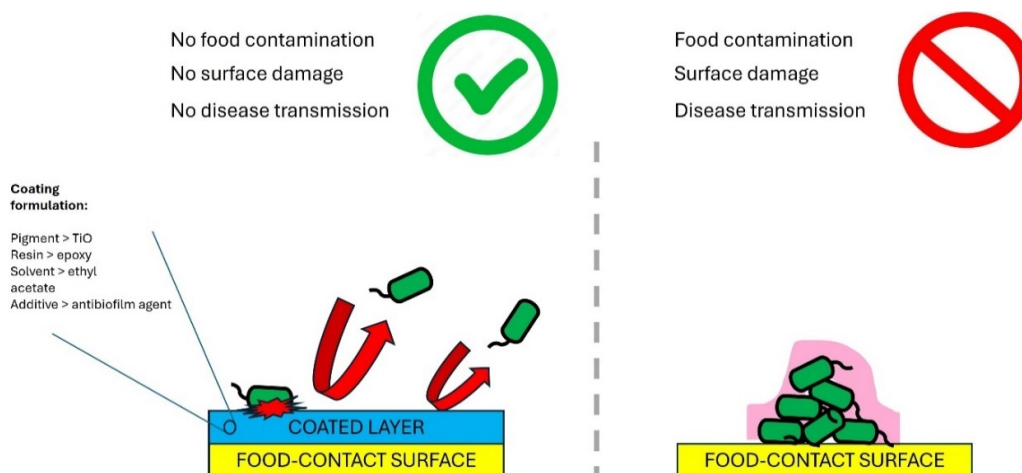 No food contamination
No surface damage
No disease transmission
Food contamination
Surface damage
Disease transmission
Coating
formulation:
Pigment > TiO
Resin > epoxy
Solvent > ethyl
acetate
Additive > antibiofilm agent
COATED LAYER
FOOD-CONTACT SURFACE
FOOD-CONTACT SURFACE